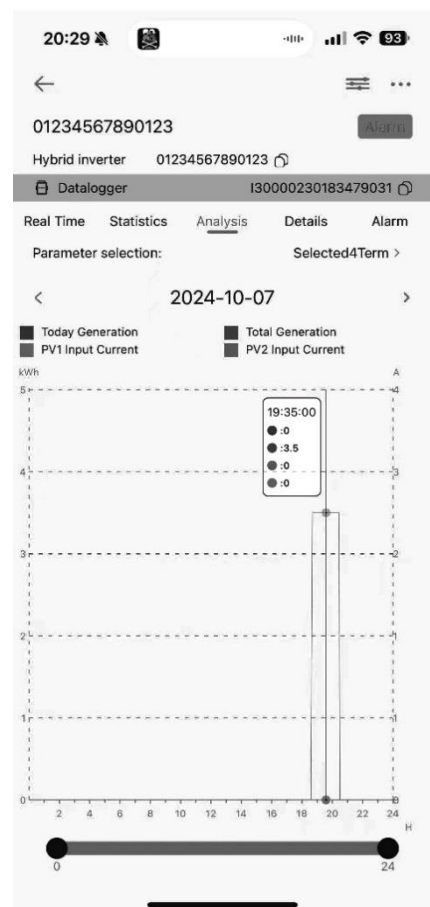 20:29 93
01234567890123 Alarm
Hybrid inverter 01234567890123
Datalogger I30000230183479031
Real Time Statistics Analysis Details Alarm
Parameter selection: Selected4Term >
< 2024-10-07 >
Today Generation Total Generation
PV1 Input Current PV2 Input Current
kWh A
5 4
19:35:00
:0
:3.5
:0
:0
4 3
3 2
2 1
1
0 0
2 4 6 8 10 12 14 16 18 20 22 24
H
0 24